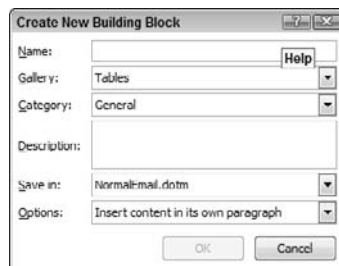 Create New Building Block
Name:
Help
Gallery: Tables
Category: General
Description:
Save in: NormalEmail.dotm
Options: Insert content in its own paragraph
OK Cancel